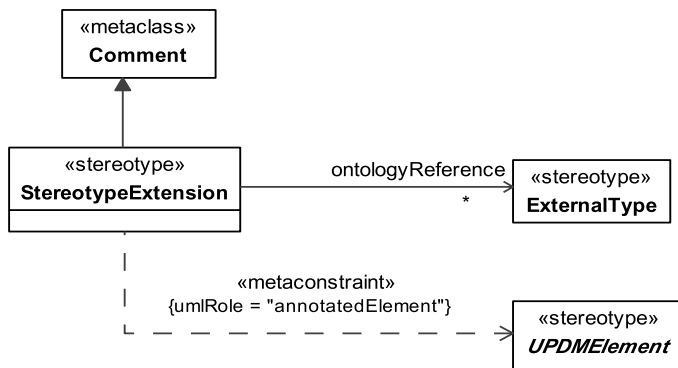 «metaclass»
Comment
«stereotype»
StereotypeExtension
ontologyReference
*
«stereotype»
ExternalType
«metaconstraint»
{umlRole = "annotatedElement"}
«stereotype»
UPDMElement